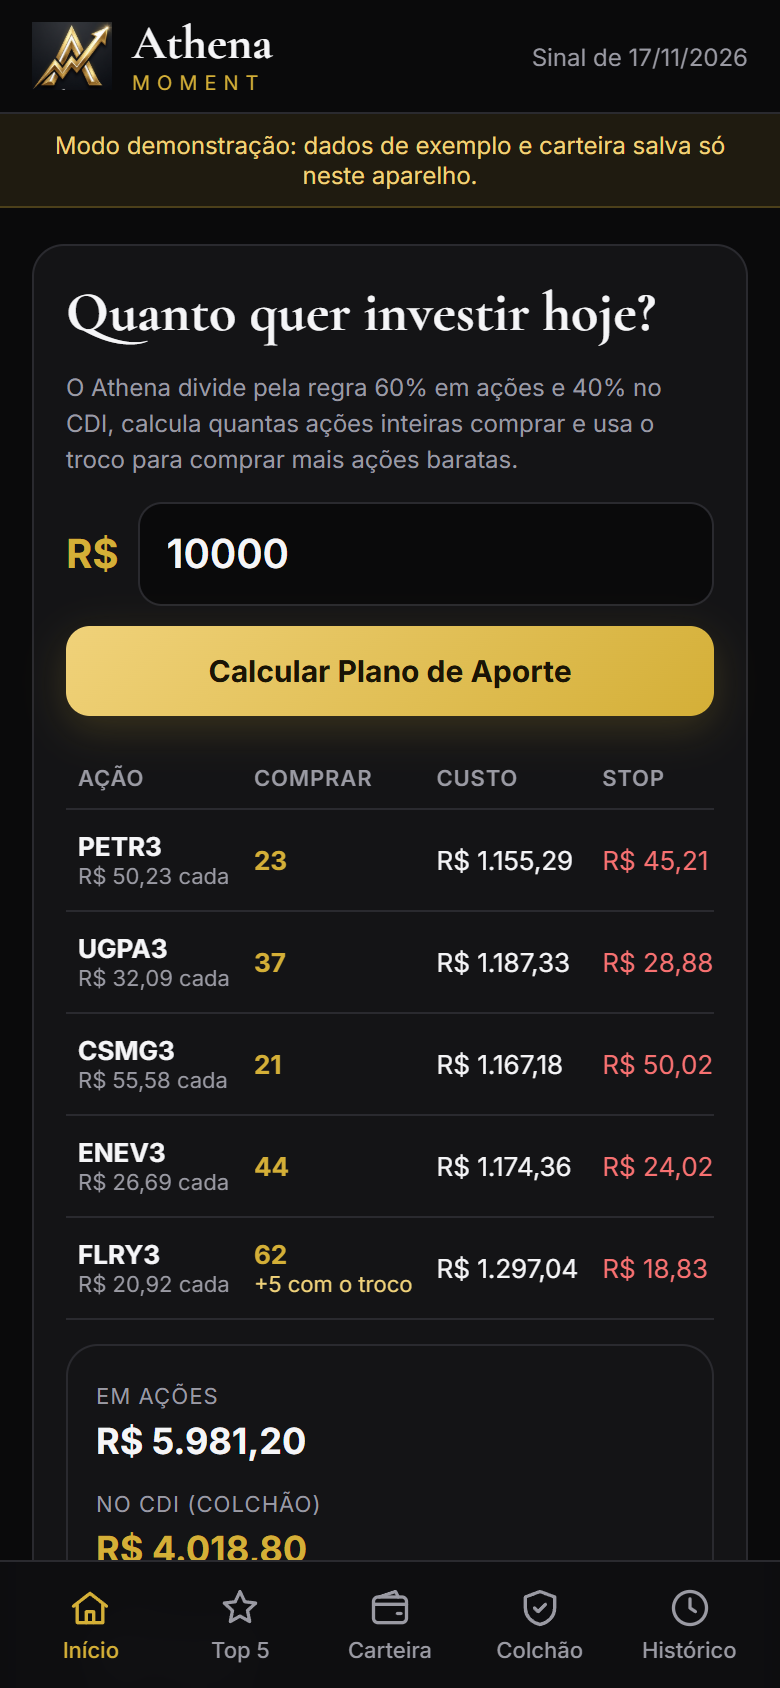 Athena
MOMENT
Sinal de 17/11/2026
Modo demonstração: dados de exemplo e carteira salva só
neste aparelho.
Quanto quer investir hoje?
O Athena divide pela regra 60% em ações e 40% no
CDI, calcula quantas ações inteiras comprar e usa o
troco para comprar mais ações baratas.
R$ 10000
Calcular Plano de Aporte
AÇÃO COMPRAR CUSTO STOP
PETR3
R$ 50,23 cada
23
R$ 1.155,29
R$ 45,21
UGPA3
R$ 32,09 cada
37
R$ 1.187,33
R$ 28,88
CSMG3
R$ 55,58 cada
21
R$ 1.167,18
R$ 50,02
ENEV3
R$ 26,69 cada
44
R$ 1.174,36
R$ 24,02
FLRY3
R$ 20,92 cada
62
+5 com o troco
R$ 1.297,04
R$ 18,83
EM AÇÕES
R$ 5.981,20
NO CDI (COLCHÃO)
R$ 4.018,80
Início
Top 5
Carteira
Colchão
Histórico